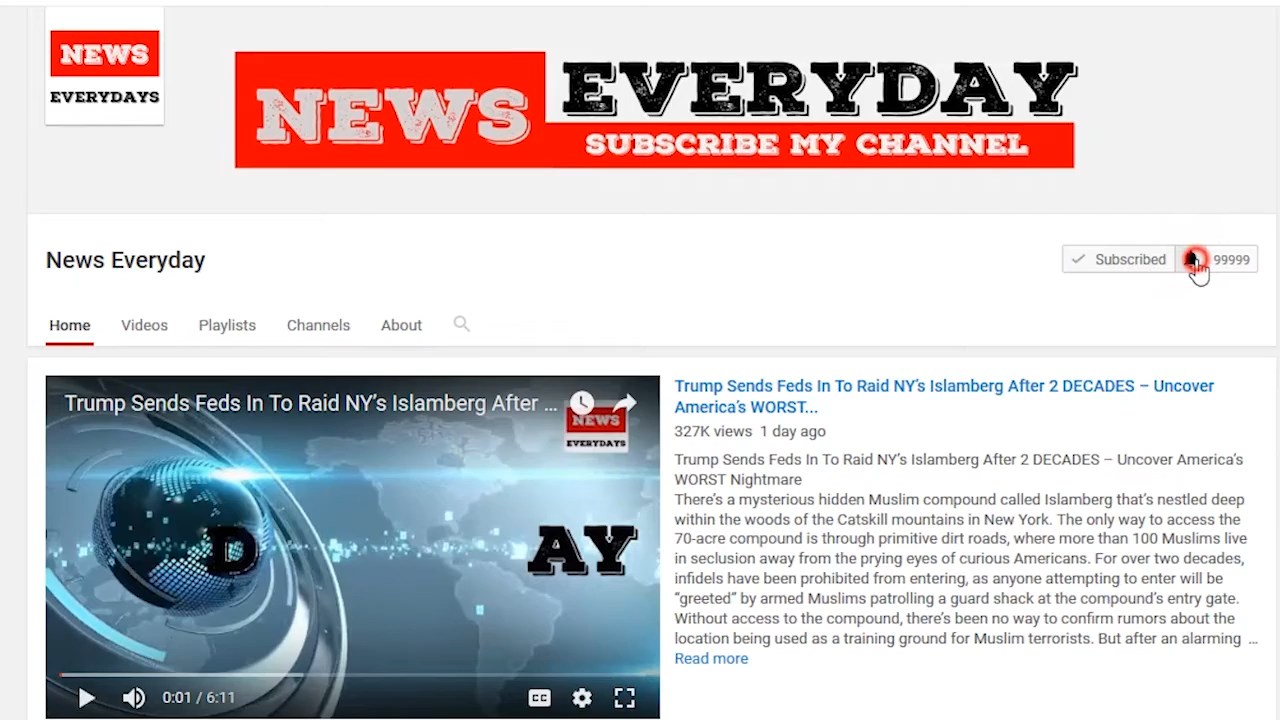 NEWS
EVERYDAYS
NEWS
EVERYDAY
SUBSCRIBE MY CHANNEL
News Everyday
Subscribed
99999
Home
Videos
Playlists
Channels
About
Trump Sends Feds In To Raid NY's Islamberg After ...
NEWS
EVERYDAYS
D
AY
0:01 / 6:11
CC
Trump Sends Feds In To Raid NY's Islamberg After 2 DECADES – Uncover
America's WORST...
327K views 1 day ago
Trump Sends Feds In To Raid NY's Islamberg After 2 DECADES – Uncover America's
WORST Nightmare
There's a mysterious hidden Muslim compound called Islamberg that's nestled deep
within the woods of the Catskill mountains in New York. The only way to access the
70-acre compound is through primitive dirt roads, where more than 100 Muslims live
in seclusion away from the prying eyes of curious Americans. For over two decades,
infidels have been prohibited from entering, as anyone attempting to enter will be
“greeted” by armed Muslims patrolling a guard shack at the compound's entry gate.
Without access to the compound, there's been no way to confirm rumors about the
location being used as a training ground for Muslim terrorists. But after an alarming ...
Read more